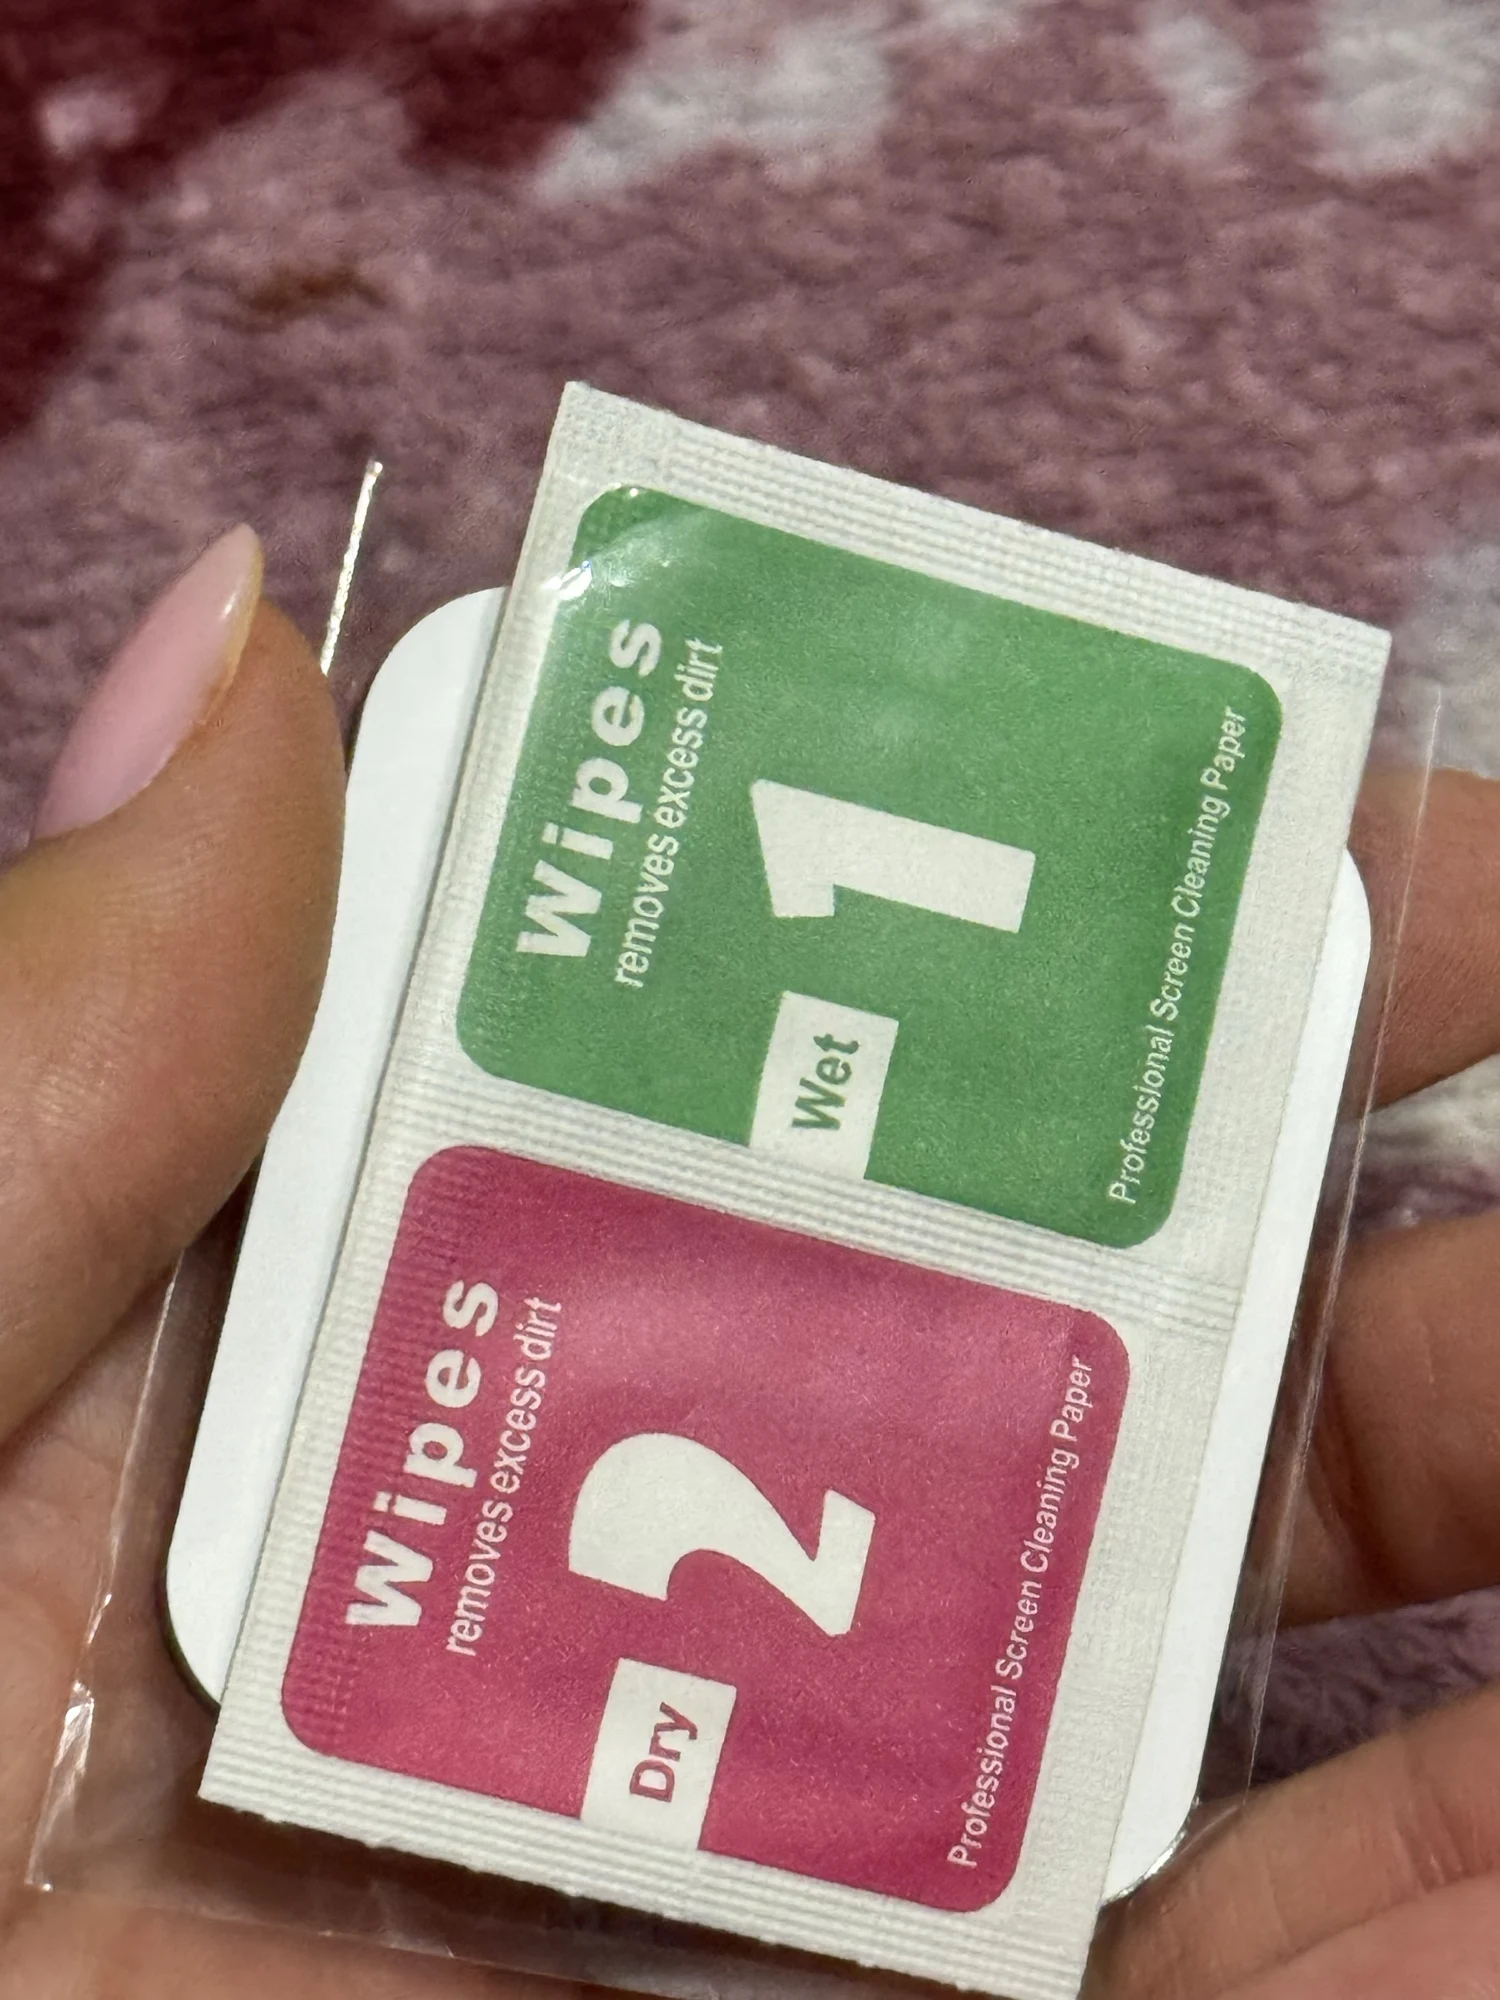 Wipes
removes excess dirt
Wet
1
Professional Screen Cleaning Paper
Wipes
removes excess dirt
Dry
2
Professional Screen Cleaning Paper